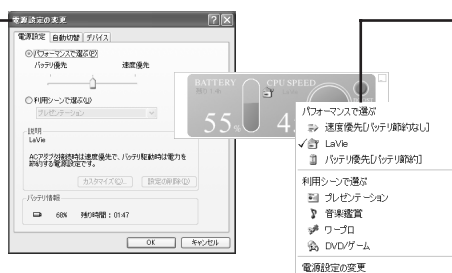 電源設定の変更
電源設定
自動切替
デバイス
パフォーマンスで選ぶ(P)
バッテリ優先
速度優先
利用シーンで選ぶ(U)
プレゼンテーション
説明
LaVie
ACアダプタ接続時は速度優先で、バッテリ駆動時は電力を
節約する電源設定です。
カスタマイズ(C)...
設定の削除(D)
バッテリ情報
68%
残り時間 : 01:47
OK
キャンセル
BATTERY
CPU SPEED
LaVie
55%
4.
パフォーマンスで選ぶ
速度優先[バッテリ節約なし]
LaVie
バッテリ優先[バッテリ節約]
利用シーンで選ぶ
プレゼンテーション
音楽鑑賞
ワープロ
DVD/ゲーム
電源設定の変更